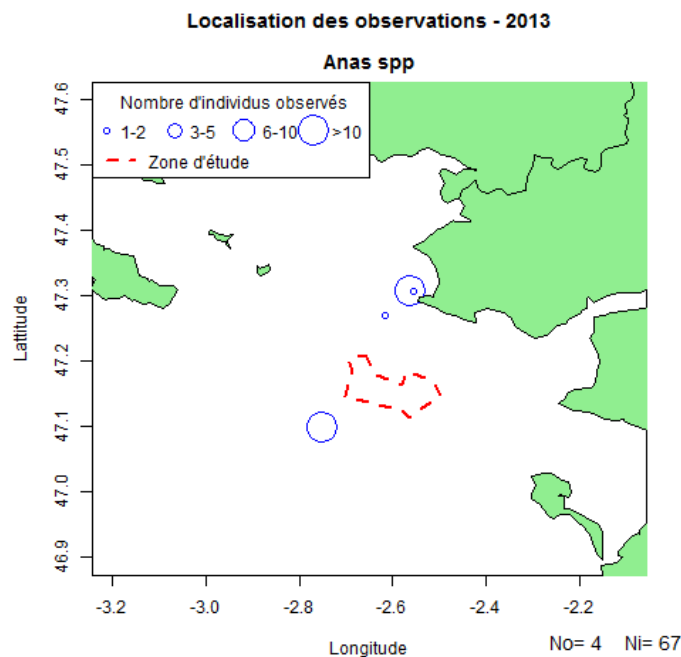 Localisation des observations - 2013
Anas spp
Nombre d'individus observés
1-2 3-5 6-10 >10
Zone d'étude
47.6
47.5
47.4
47.3
47.2
47.1
47.0
46.9
Lattitude
-3.2 -3.0 -2.8 -2.6 -2.4 -2.2
Longitude
No= 4 Ni= 67